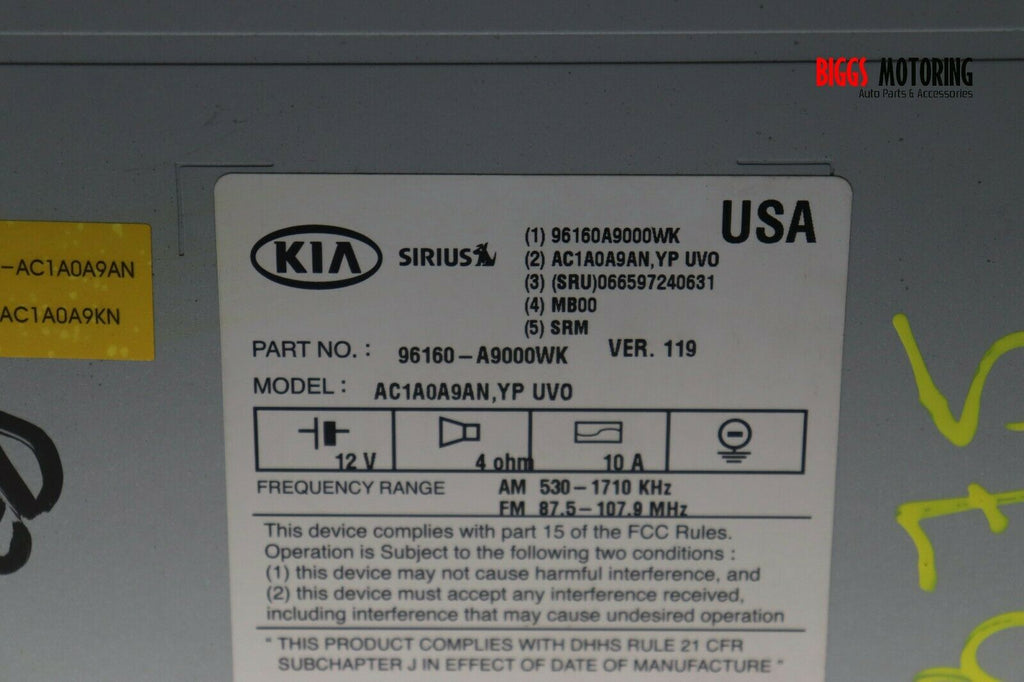 BIGGS MOTORING
Auto Parts & Accessories
-AC1A0A9AN
AC1A0A9KN
KIA
SIRIUS
USA
(1) 96160A9000WK
(2) AC1A0A9AN,YP UVO
(3) (SRU)066597240631
(4) MB00
(5) SRM
PART NO. : 96160-A9000WK VER. 119
MODEL : AC1A0A9AN,YP UVO
12 V 4 ohm 10 A
FREQUENCY RANGE AM 530-1710 KHz
FM 87.5-107.9 MHz
This device complies with part 15 of the FCC Rules.
Operation is Subject to the following two conditions :
(1) this device may not cause harmful interference, and
(2) this device must accept any interference received,
including interference that may cause undesired operation
" THIS PRODUCT COMPLIES WITH DHHS RULE 21 CFR
SUBCHAPTER J IN EFFECT OF DATE OF MANUFACTURE "